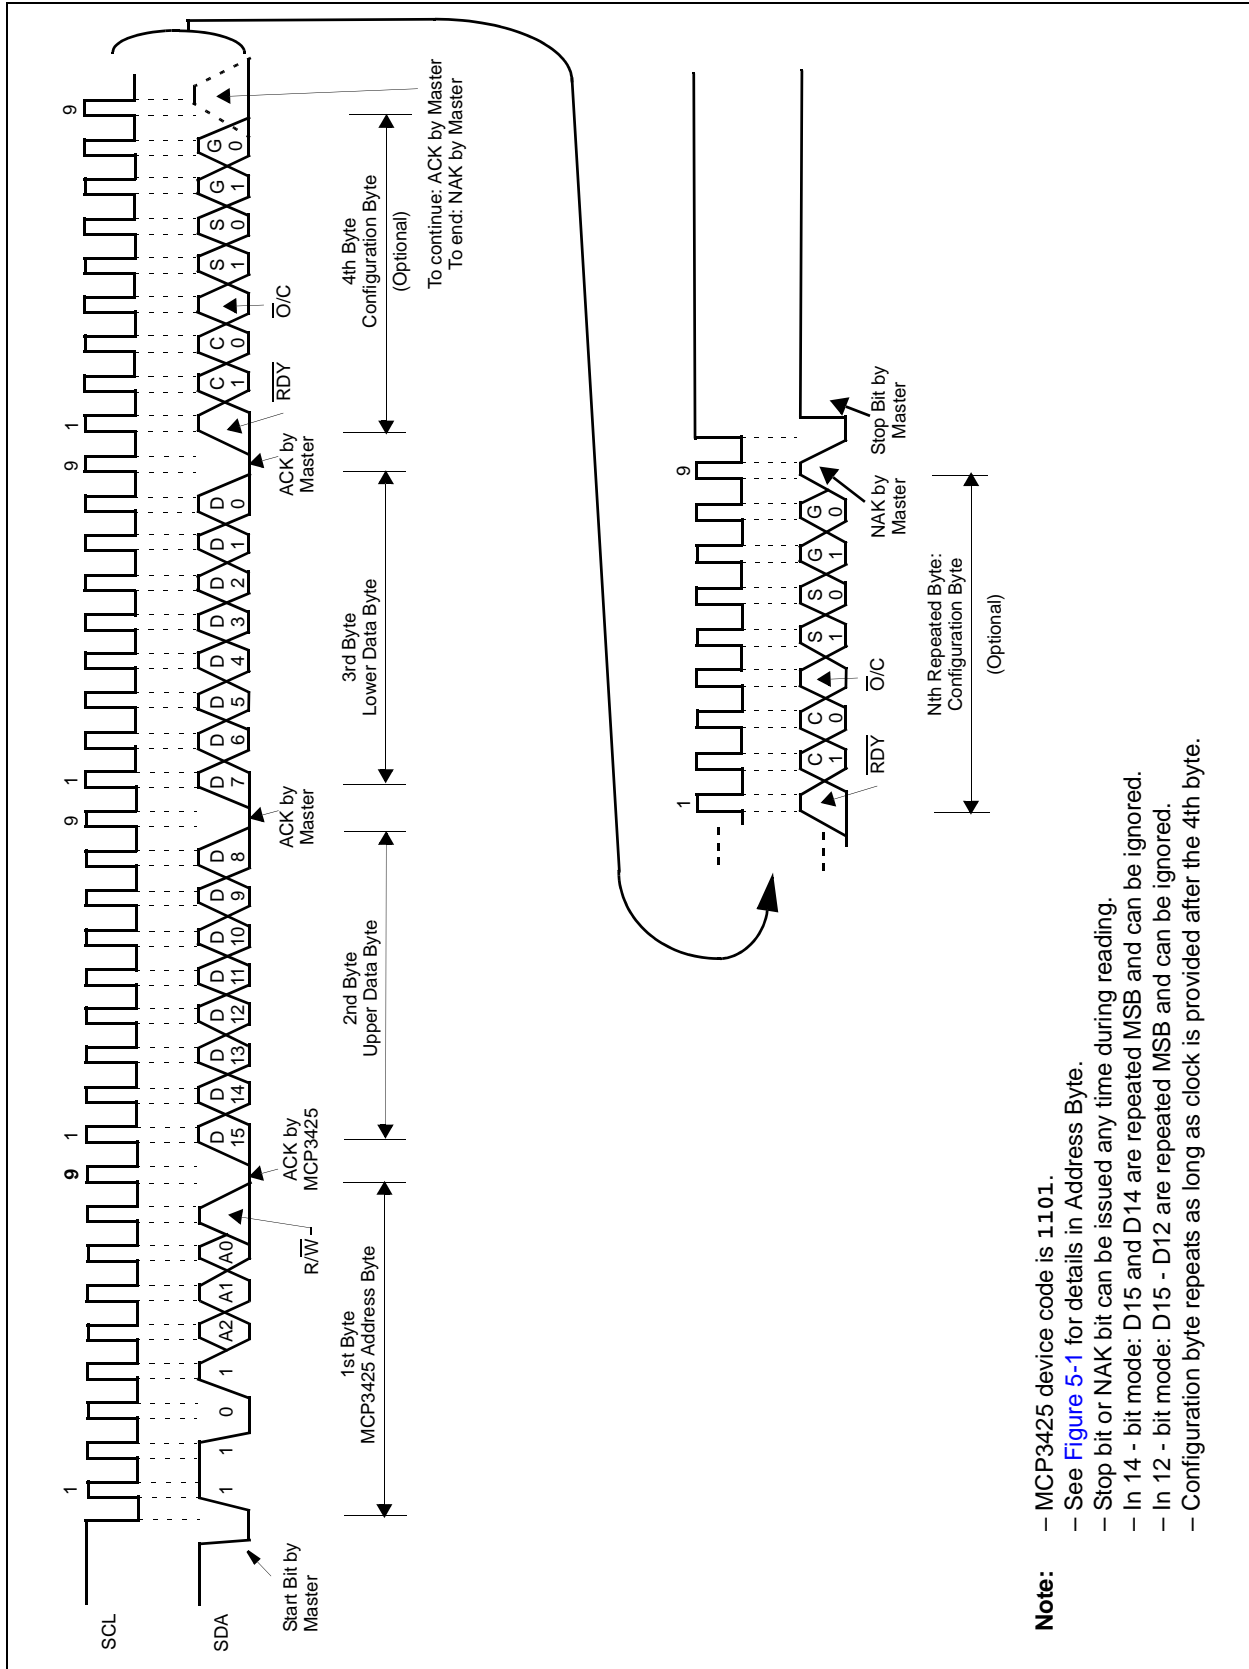 SCL
1
9
1
9
1
9
1
9
SDA
1
1
0
1
A2
A1
A0
D
15
D
14
D
13
D
12
D
11
D
10
D
9
D
8
D
7
D
6
D
5
D
4
D
3
D
2
D
1
D
0
C
1
C
0
S
1
S
0
G
1
G
0
Start Bit by
Master
R/W
ACK by
MCP3425
ACK by
Master
ACK by
Master
RDY
O/C
1st Byte
MCP3425 Address Byte
2nd Byte
Upper Data Byte
3rd Byte
Lower Data Byte
4th Byte
Configuration Byte
(Optional)
To continue: ACK by Master
To end: NAK by Master
1
9
C
1
C
0
S
1
S
0
G
1
G
0
RDY
O/C
NAK by
Master
Stop Bit by
Master
Nth Repeated Byte:
Configuration Byte
(Optional)
Note: – MCP3425 device code is 1101.
– See Figure 5-1 for details in Address Byte.
– Stop bit or NAK bit can be issued any time during reading.
– In 14 - bit mode: D15 and D14 are repeated MSB and can be ignored.
– In 12 - bit mode: D15 - D12 are repeated MSB and can be ignored.
– Configuration byte repeats as long as clock is provided after the 4th byte.